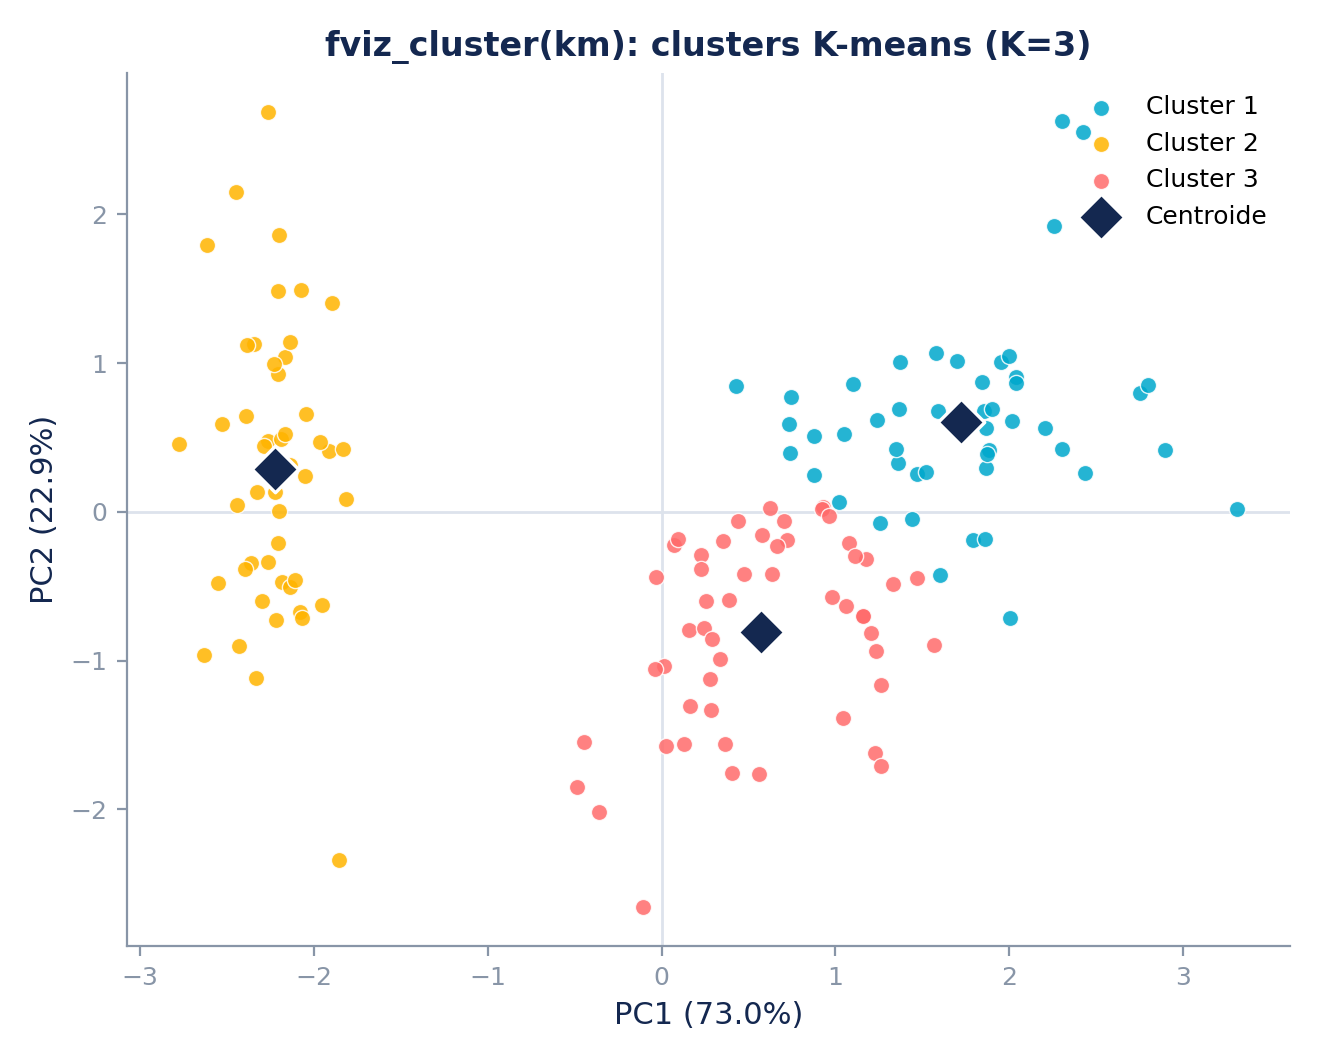 fviz_cluster(km): clusters K-means (K=3)
Cluster 1
Cluster 2
Cluster 3
Centroide
PC2 (22.9%)
2
1
0
−1
−2
−3
−2
−1
0
1
2
3
PC1 (73.0%)